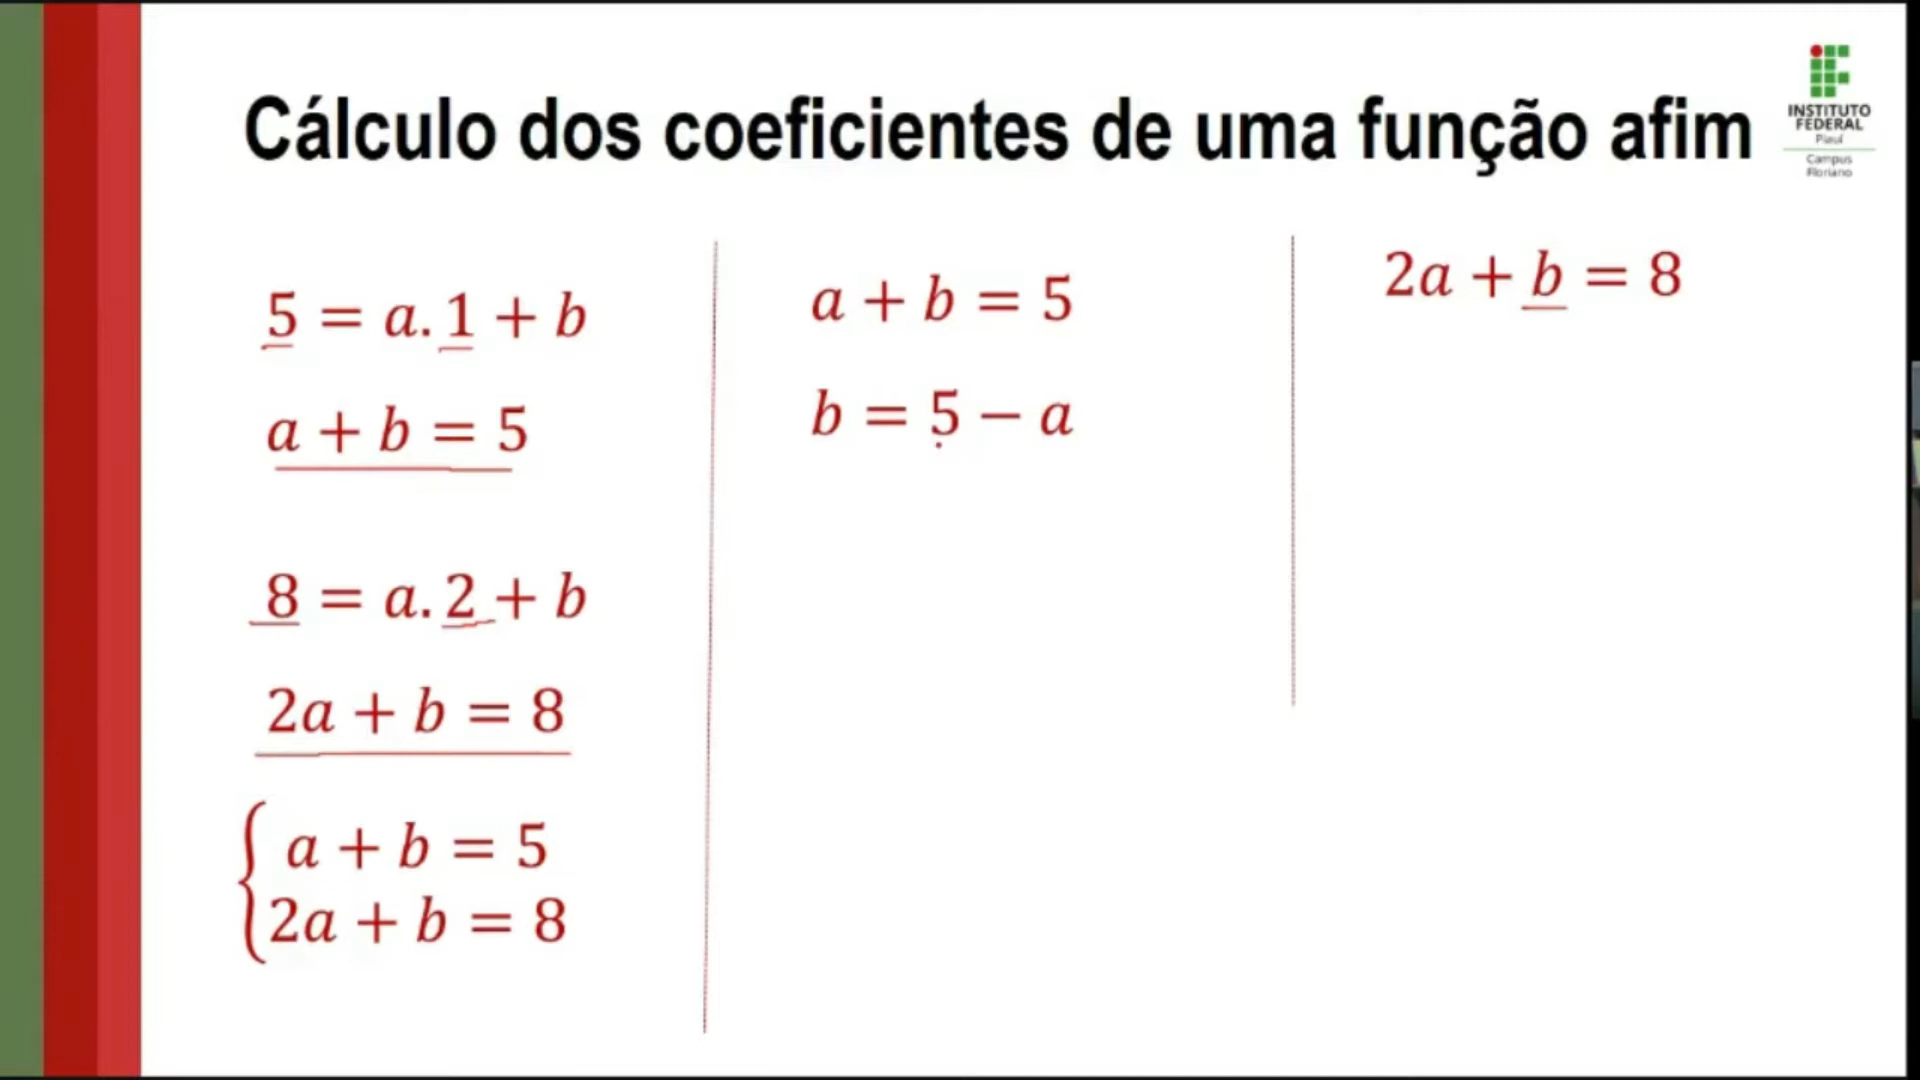 Cálculo dos coeficientes de uma função afim
INSTITUTO
FEDERAL
Piauí
Campus
Floriano
5 = a. 1 + b
a + b = 5
8 = a. 2 + b
2a + b = 8
a + b = 5
2a + b = 8
a + b = 5
b = 5 − a
2a + b = 8